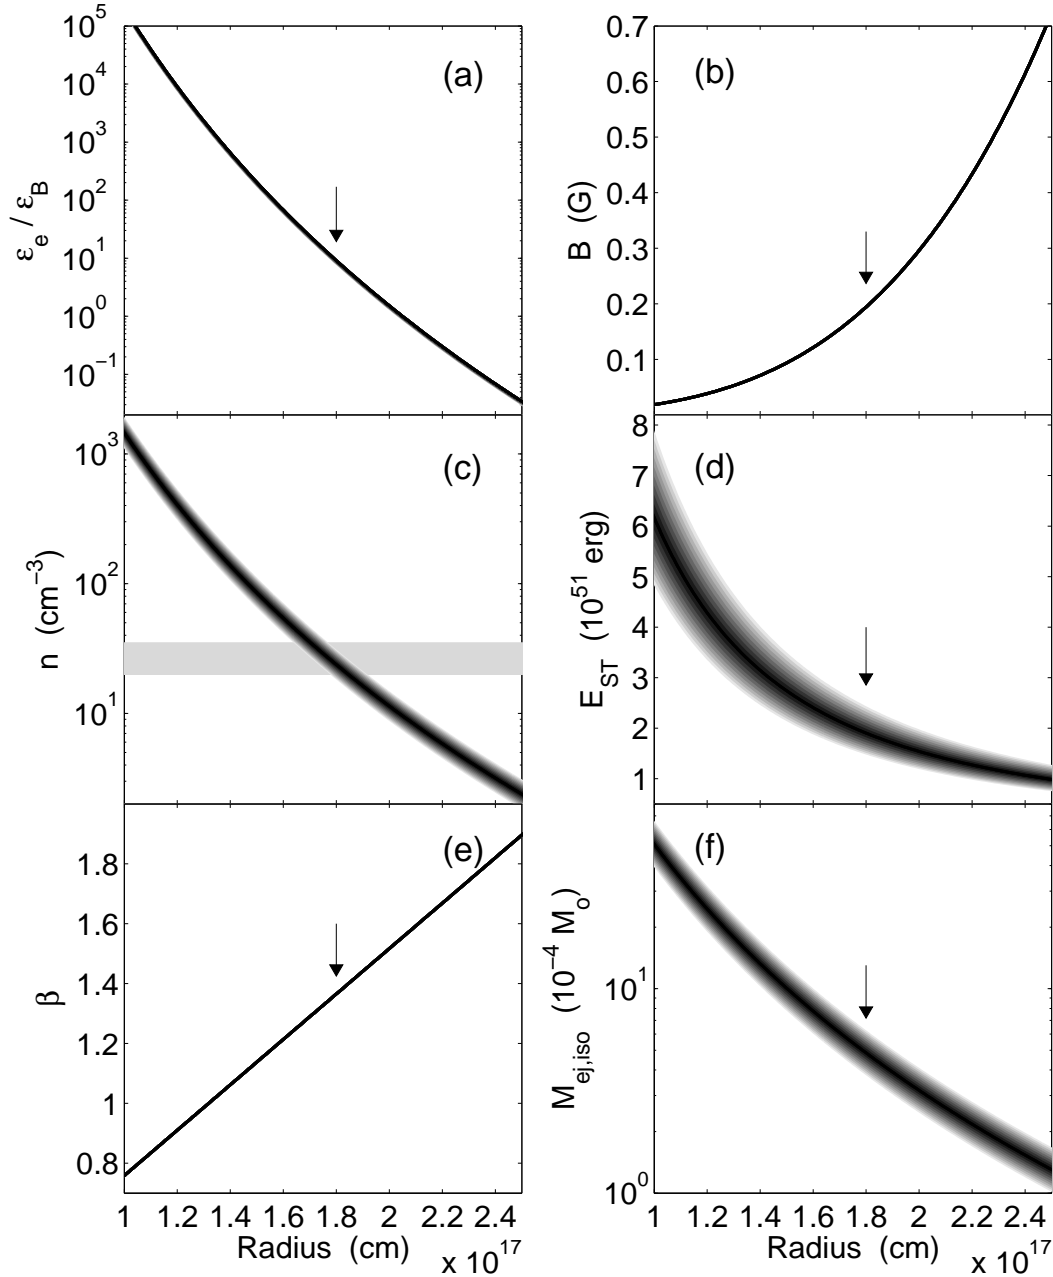 10^5
10^4
10^3
10^2
10^1
10^0
10^−1
ε_e / ε_B
(a)
0.7
0.6
0.5
0.4
0.3
0.2
0.1
B (G)
(b)
10^3
10^2
10^1
n (cm^−3)
(c)
8
7
6
5
4
3
2
1
E_ST (10^51 erg)
(d)
1.8
1.6
1.4
1.2
1
0.8
β
(e)
1 1.2 1.4 1.6 1.8 2 2.2 2.4
Radius (cm)
x 10^17
10^1
10^0
M_ej,iso (10^−4 M_o)
(f)
1 1.2 1.4 1.6 1.8 2 2.2 2.4
Radius (cm)
x 10^17